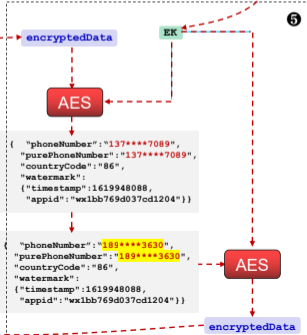 encryptedData
EK
❺
AES
{ "phoneNumber":"137****7089",
"purePhoneNumber":"137****7089",
"countryCode":"86",
"watermark":
{"timestamp":1619948088,
"appid":"wx1bb769d037cd1204"}}
{ "phoneNumber":"189****3630",
"purePhoneNumber":"189****3630",
"countryCode":"86",
"watermark":
{"timestamp":1619948088,
"appid":"wx1bb769d037cd1204"}}
AES
encryptedData